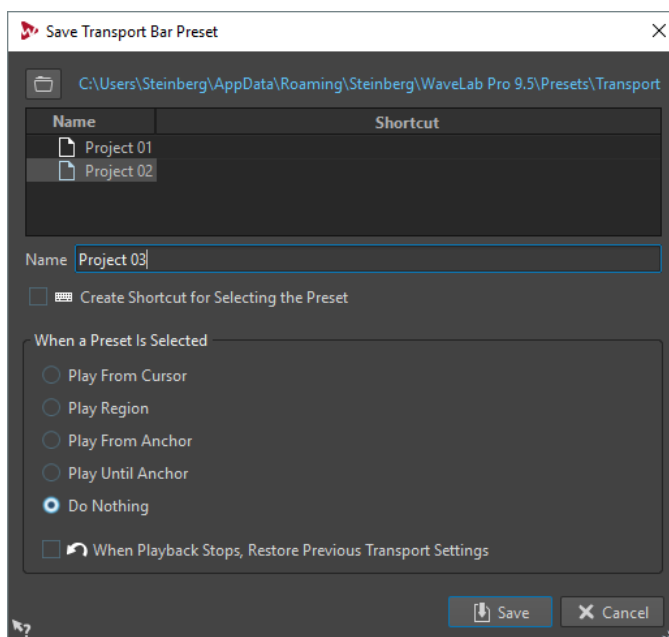 Save Transport Bar Preset
C:\Users\Steinberg\AppData\Roaming\Steinberg\WaveLab Pro 9.5\Presets\Transport
Name Shortcut
Project 01
Project 02
Name Project 03
Create Shortcut for Selecting the Preset
When a Preset Is Selected
Play From Cursor
Play Region
Play From Anchor
Play Until Anchor
Do Nothing
When Playback Stops, Restore Previous Transport Settings
Save Cancel
?